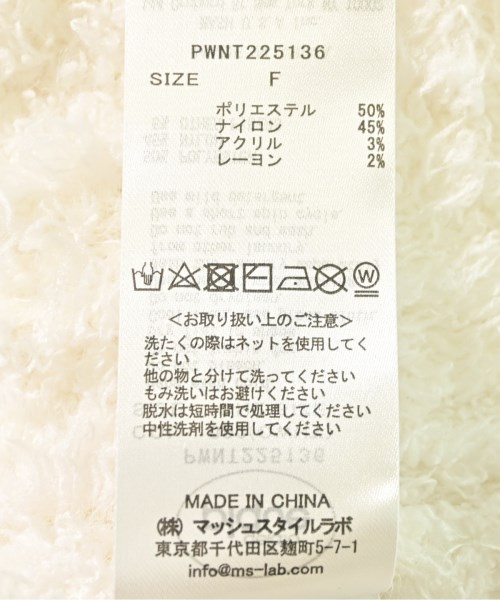 PWNT225136
SIZE F
ポリエステル 50%
ナイロン 45%
アクリル 3%
レーヨン 2%
W
<お取り扱い上のご注意>
洗たくの際はネットを使用してく
ださい
他の物と分けて洗ってください
もみ洗いはお避けください
脱水は短時間で処理してください
中性洗剤を使用してください
MADE IN CHINA
(株) マッシュスタイルラボ
東京都千代田区麹町5-7-1
info@ms-lab.com